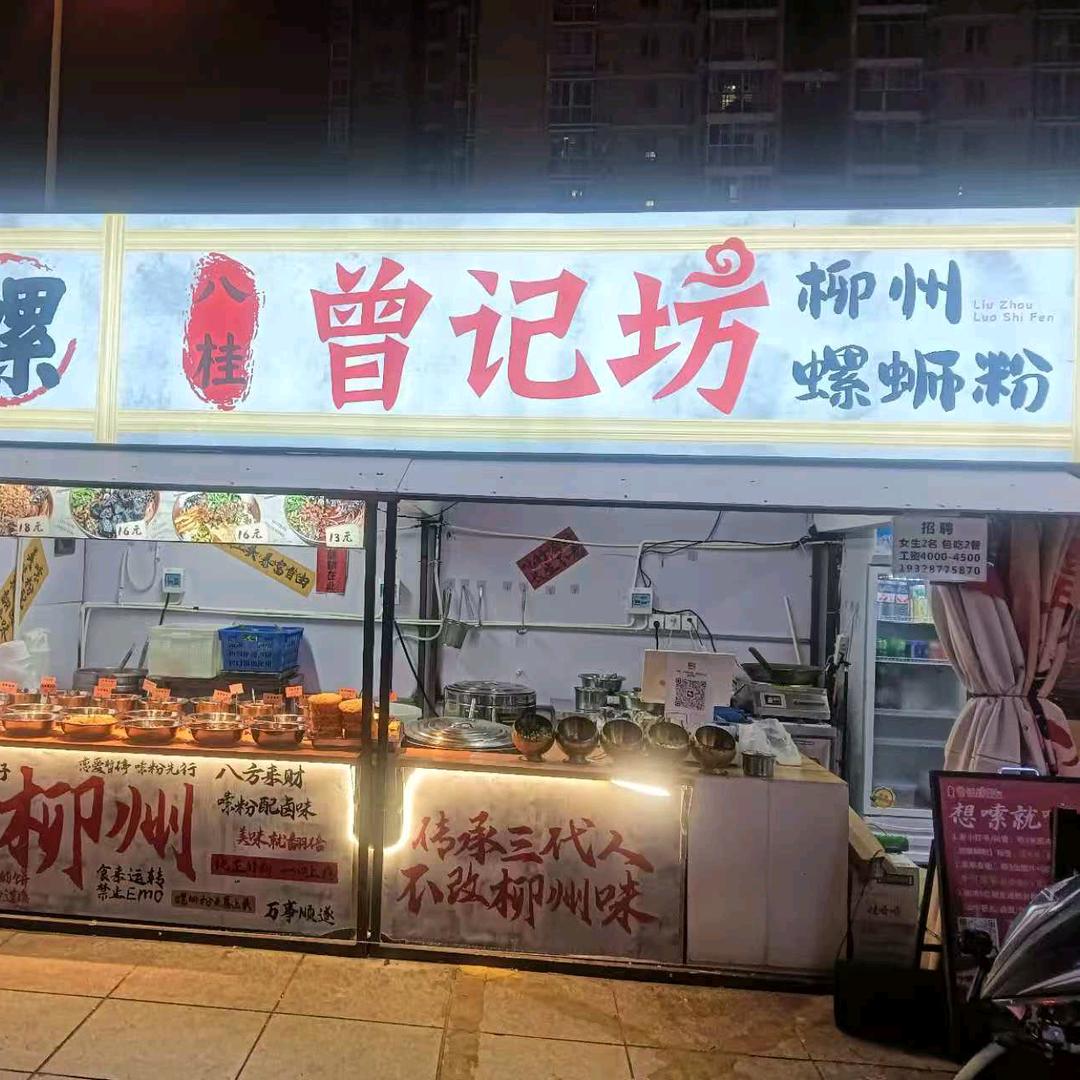 螺
八桂
曾记坊
柳州
Liu Zhou
Luo Shi Fen
螺蛳粉
18元
16元
16元
13元
招聘
女生2名 包吃2餐
工资4000-4500
19328775870
柳州
恋爱暂停 嗦粉先行
八方来财
嗦粉配卤味
美味就翻倍
食来运转
禁止Emo
万事顺遂
传承三代人
不改柳州味
想嗦就